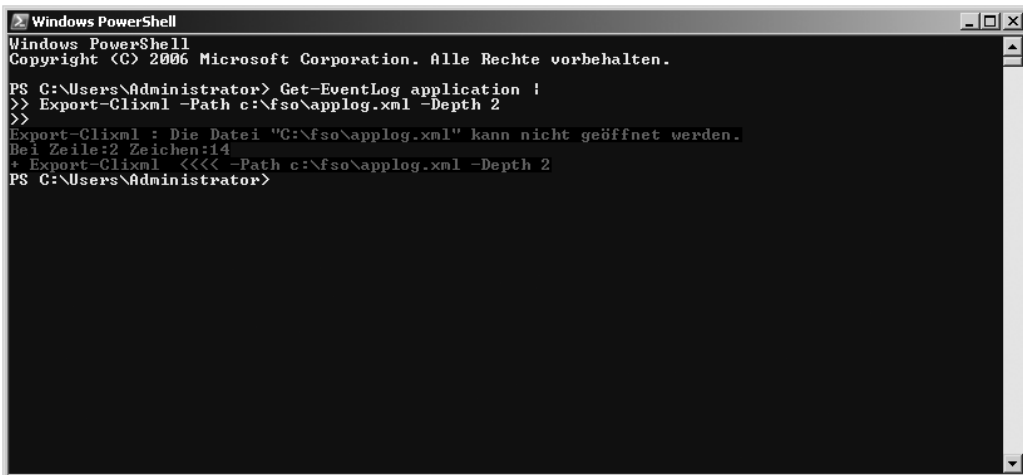 Windows PowerShell
Windows PowerShell
Copyright (C) 2006 Microsoft Corporation. Alle Rechte vorbehalten.
PS C:\Users\Administrator> Get-EventLog application |
>> Export-Clixml -Path c:\fso\applog.xml -Depth 2
>>
Export-Clixml : Die Datei "C:\fso\applog.xml" kann nicht geöffnet werden.
Bei Zeile:2 Zeichen:14
+ Export-Clixml  <<<< -Path c:\fso\applog.xml -Depth 2
PS C:\Users\Administrator>